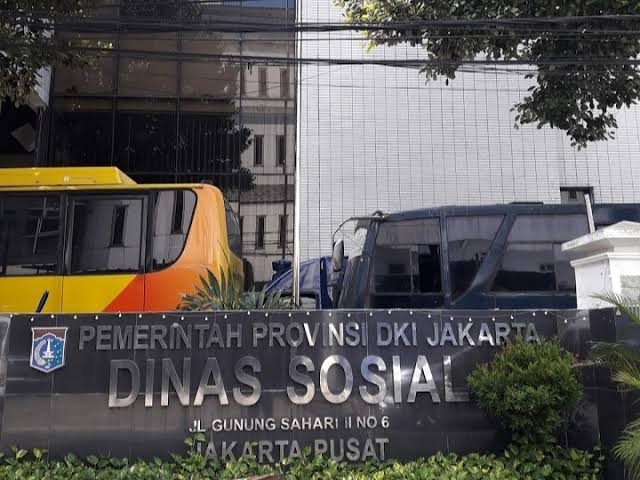 PEMERINTAH PROVINSI DKI JAKARTA
DINAS SOSIAL
JL GUNUNG SAHARI II NO 6
JAKARTA PUSAT